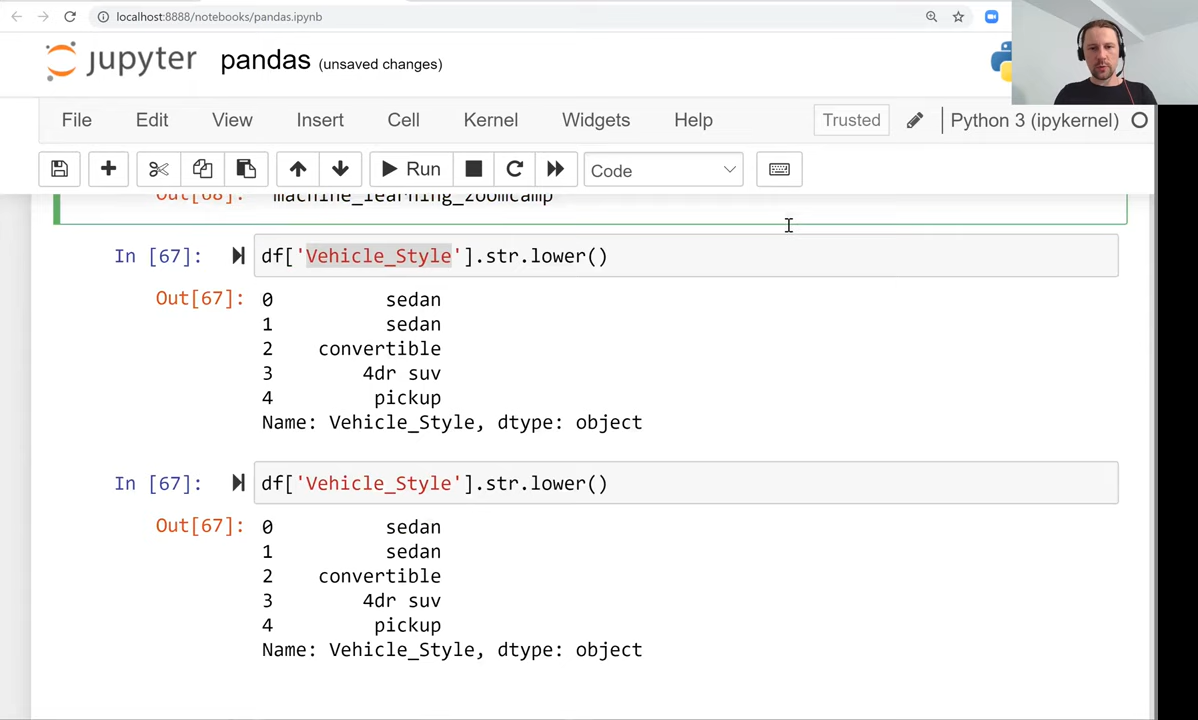 localhost:8888/notebooks/pandas.ipynb
jupyter pandas (unsaved changes)
File Edit View Insert Cell Kernel Widgets Help Trusted Python 3 (ipykernel)
Run Code
Out[68]: machine_learning_zoomcamp
In [67]: df['Vehicle_Style'].str.lower()
Out[67]: 0 sedan
1 sedan
2 convertible
3 4dr suv
4 pickup
Name: Vehicle_Style, dtype: object
In [67]: df['Vehicle_Style'].str.lower()
Out[67]: 0 sedan
1 sedan
2 convertible
3 4dr suv
4 pickup
Name: Vehicle_Style, dtype: object